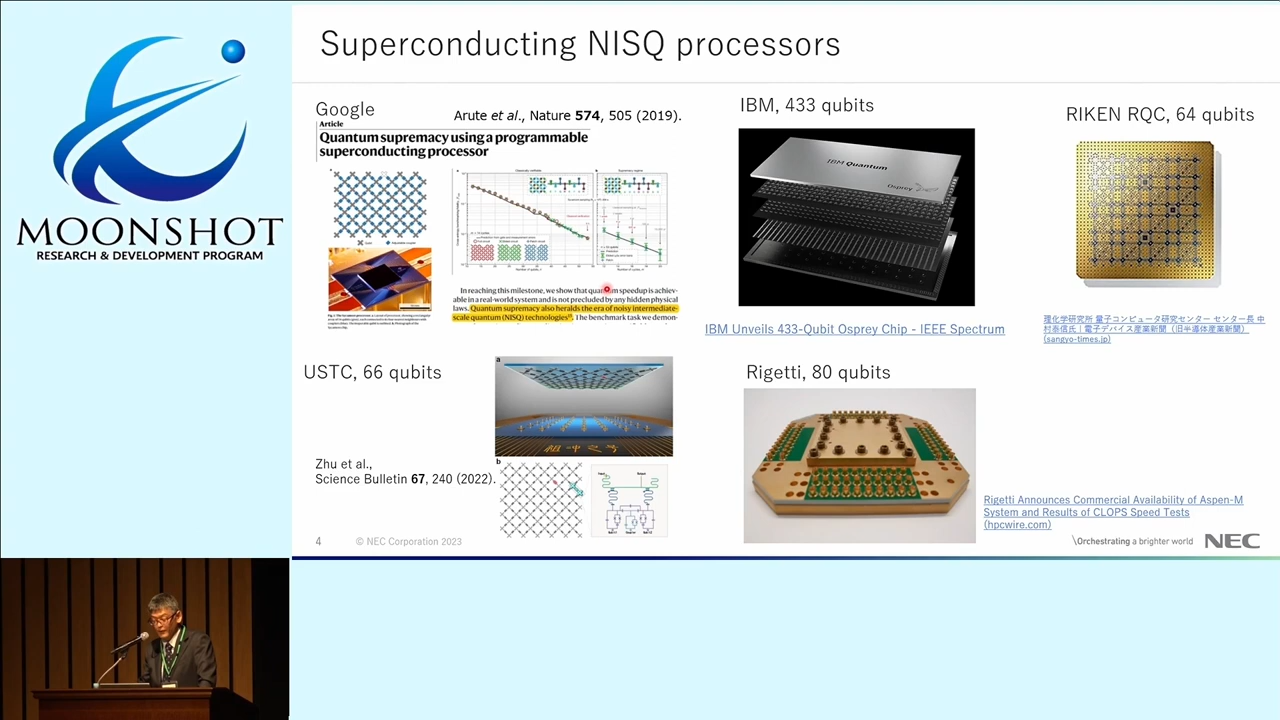 MOONSHOT
RESEARCH & DEVELOPMENT PROGRAM
Superconducting NISQ processors
Google
Arute et al., Nature 574, 505 (2019).
Article
Quantum supremacy using a programmable
superconducting processor
In reaching this milestone, we show that quantum speedup is achiev-
able in a real-world system and is not precluded by any hidden physical
laws. Quantum supremacy also heralds the era of noisy intermediate-
scale quantum (NISQ) technologies. The benchmark task we demon-
IBM, 433 qubits
IBM Quantum
Osprey
IBM Unveils 433-Qubit Osprey Chip - IEEE Spectrum
RIKEN RQC, 64 qubits
理化学研究所 量子コンピュータ研究センター センター長 中
村泰信氏｜電子デバイス産業新聞（旧半導体産業新聞）
(sangyo-times.jp)
USTC, 66 qubits
a
祖冲之号
b
Zhu et al.,
Science Bulletin 67, 240 (2022).
Rigetti, 80 qubits
Rigetti Announces Commercial Availability of Aspen-M
System and Results of CLOPS Speed Tests
(hpcwire.com)
4
© NEC Corporation 2023
\Orchestrating a brighter world
NEC